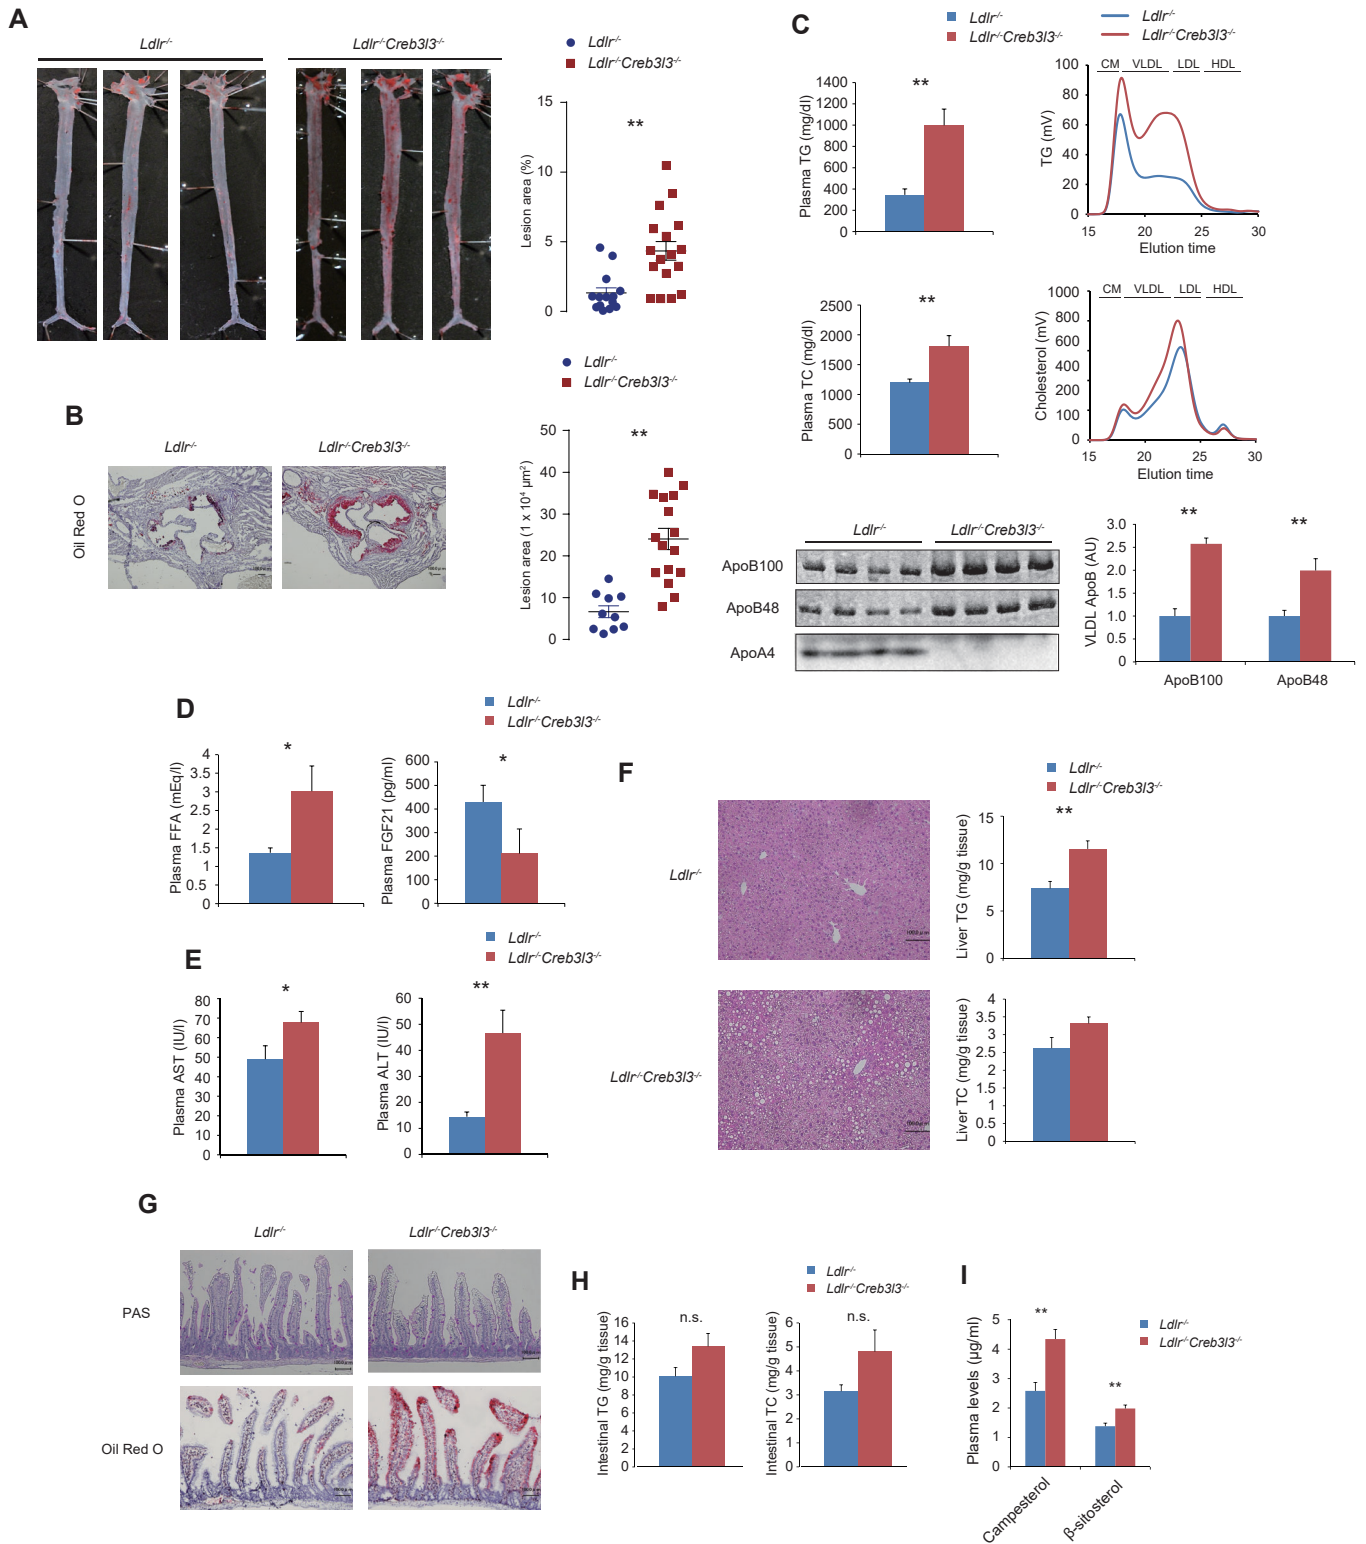 A
Ldlr-/-
Ldlr-/-Creb3l3-/-
Ldlr-/-
Ldlr-/-Creb3l3-/-
15
10
5
0
Lesion area (%)
**
B
Ldlr-/-
Ldlr-/-Creb3l3-/-
Oil Red O
Ldlr-/-
Ldlr-/-Creb3l3-/-
50
40
30
20
10
0
Lesion area (1 x 10⁴ µm²)
**
C
Ldlr-/-
Ldlr-/-Creb3l3-/-
Ldlr-/-
Ldlr-/-Creb3l3-/-
Plasma TG (mg/dl)
1400
1200
1000
800
600
400
200
**
TG (mV)
100
80
60
40
20
0
CM VLDL LDL HDL
15 20 25 30
Elution time
Plasma TC (mg/dl)
2500
2000
1500
1000
500
0
**
Cholesterol (mV)
1000
800
600
400
200
100
0
CM VLDL LDL HDL
15 20 25 30
Elution time
Ldlr-/-
Ldlr-/-Creb3l3-/-
ApoB100
ApoB48
ApoA4
VLDL ApoB (AU)
3.0
2.5
2.0
1.5
1.0
0.5
0
**
**
ApoB100 ApoB48
D
Ldlr-/-
Ldlr-/-Creb3l3-/-
Plasma FFA (mEq/l)
4
3.5
3
2.5
2
1.5
1
0.5
0
*
Plasma FGF21 (pg/ml)
600
500
400
300
200
100
0
*
E
Ldlr-/-
Ldlr-/-Creb3l3-/-
Plasma AST (IU/l)
80
70
60
50
40
30
20
10
0
*
Plasma ALT (IU/l)
60
50
40
30
20
10
0
**
F
Ldlr-/-
Ldlr-/-Creb3l3-/-
Ldlr-/-
Ldlr-/-Creb3l3-/-
Liver TG (mg/g tissue)
15
10
5
0
**
Liver TC (mg/g tissue)
4
3.5
3
2.5
2
1.5
1
0.5
0
G
Ldlr-/-
Ldlr-/-Creb3l3-/-
PAS
Oil Red O
H
Ldlr-/-
Ldlr-/-Creb3l3-/-
Intestinal TG (mg/g tissue)
16
14
12
10
8
6
4
2
0
n.s.
Intestinal TC (mg/g tissue)
6
5
4
3
2
1
0
n.s.
I
Ldlr-/-
Ldlr-/-Creb3l3-/-
Plasma levels (µg/ml)
5
4
3
2
1
0
**
**
Campesterol
β-sitosterol